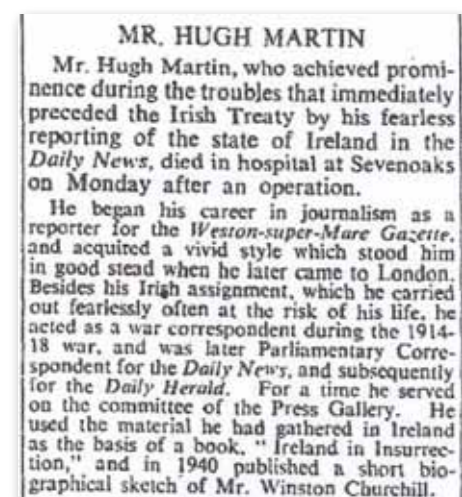 MR. HUGH MARTIN
Mr. Hugh Martin, who achieved promi-
nence during the troubles that immediately
preceded the Irish Treaty by his fearless
reporting of the state of Ireland in the
Daily News, died in hospital at Sevenoaks
on Monday after an operation.
He began his career in journalism as a
reporter for the Weston-super-Mare Gazette,
and acquired a vivid style which stood him
in good stead when he later came to London.
Besides his Irish assignment, which he carried
out fearlessly often at the risk of his life, he
acted as a war correspondent during the 1914-
18 war, and was later Parliamentary Corre-
spondent for the Daily News, and subsequently
for the Daily Herald. For a time he served
on the committee of the Press Gallery. He
used the material he had gathered in Ireland
as the basis of a book, " Ireland in Insurrec-
tion," and in 1940 published a short bio-
graphical sketch of Mr. Winston Churchill.